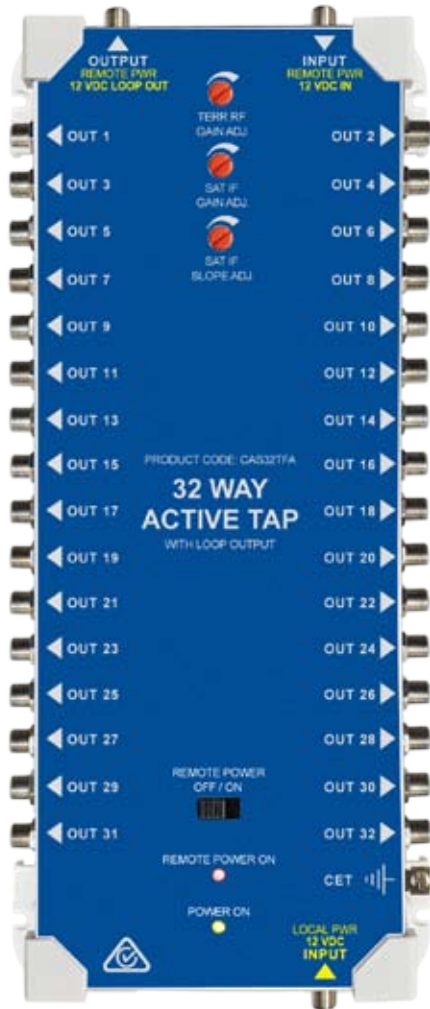 OUTPUT
REMOTE PWR
12 VDC LOOP OUT
INPUT
REMOTE PWR
12 VDC IN
TERR RF
GAIN ADJ.
SAT IF
GAIN ADJ.
SAT IF
SLOPE ADJ.
OUT 1
OUT 2
OUT 3
OUT 4
OUT 5
OUT 6
OUT 7
OUT 8
OUT 9
OUT 10
OUT 11
OUT 12
OUT 13
OUT 14
OUT 15
OUT 16
PRODUCT CODE: CAS32TFA
32 WAY
ACTIVE TAP
WITH LOOP OUTPUT
OUT 17
OUT 18
OUT 19
OUT 20
OUT 21
OUT 22
OUT 23
OUT 24
OUT 25
OUT 26
OUT 27
OUT 28
OUT 29
OUT 30
OUT 31
OUT 32
REMOTE POWER
OFF / ON
REMOTE POWER ON
CET
POWER ON
LOCAL PWR
12 VDC
INPUT